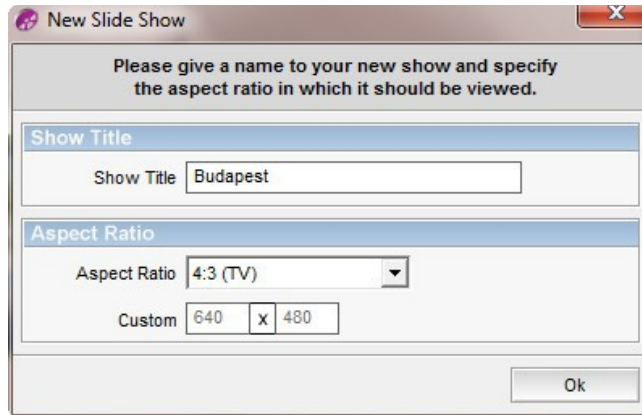 New Slide Show
X
Please give a name to your new show and specify
the aspect ratio in which it should be viewed.
Show Title
Show Title Budapest
Aspect Ratio
Aspect Ratio 4:3 (TV)
Custom 640 x 480
Ok